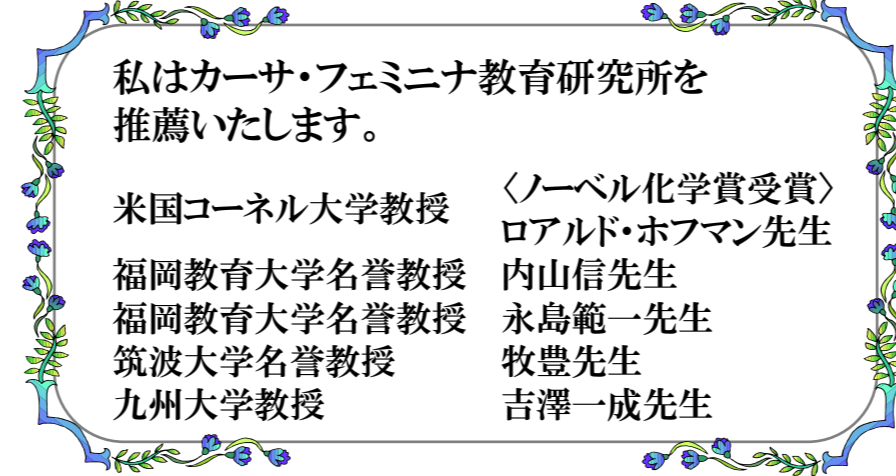 私はカーサ・フェミニナ教育研究所を
推薦いたします。
米国コーネル大学教授 〈ノーベル化学賞受賞〉
ロアルド・ホフマン先生
福岡教育大学名誉教授 内山信先生
福岡教育大学名誉教授 永島範一先生
筑波大学名誉教授 牧豊先生
九州大学教授 吉澤一成先生